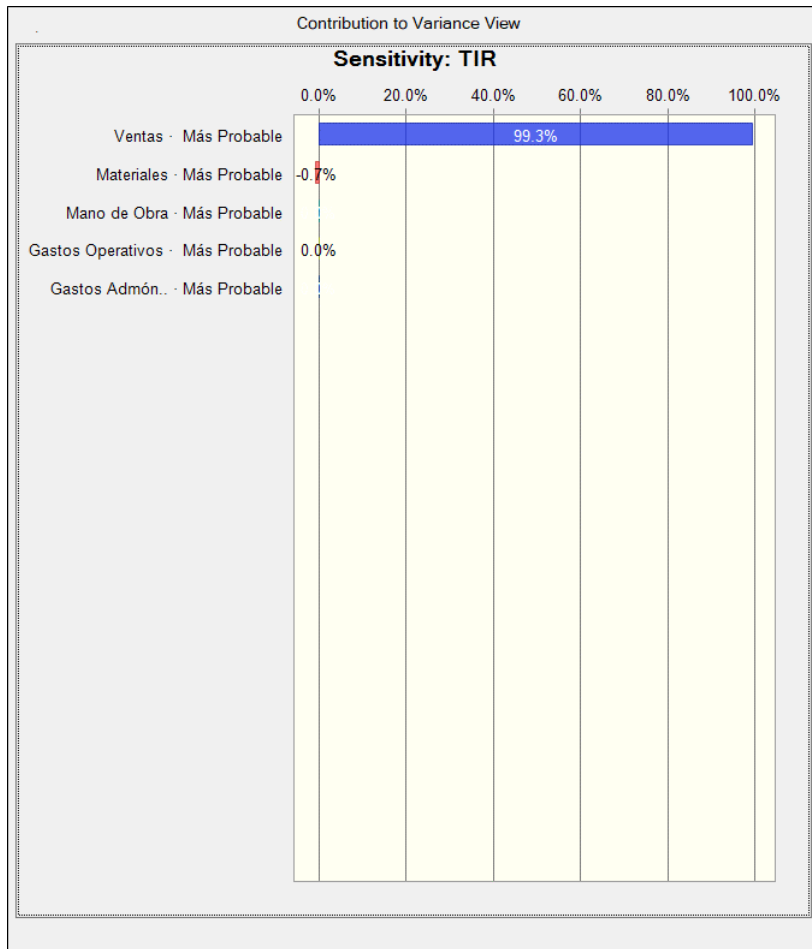 Contribution to Variance View
Sensitivity: TIR
0.0% 20.0% 40.0% 60.0% 80.0% 100.0%
Ventas · Más Probable 99.3%
Materiales · Más Probable -0.7%
Mano de Obra · Más Probable
Gastos Operativos · Más Probable 0.0%
Gastos Admón.. · Más Probable